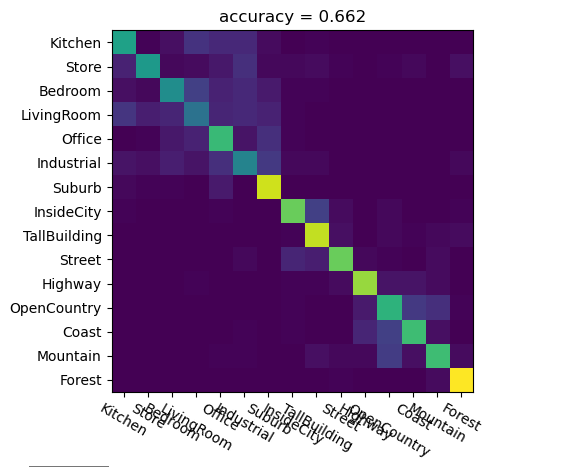 accuracy = 0.662
Kitchen
Store
Bedroom
LivingRoom
Office
Industrial
Suburb
InsideCity
TallBuilding
Street
Highway
OpenCountry
Coast
Mountain
Forest
Kitchen
Store
Bedroom
LivingRoom
Office
Industrial
Suburb
InsideCity
TallBuilding
Street
Highway
OpenCountry
Coast
Mountain
Forest